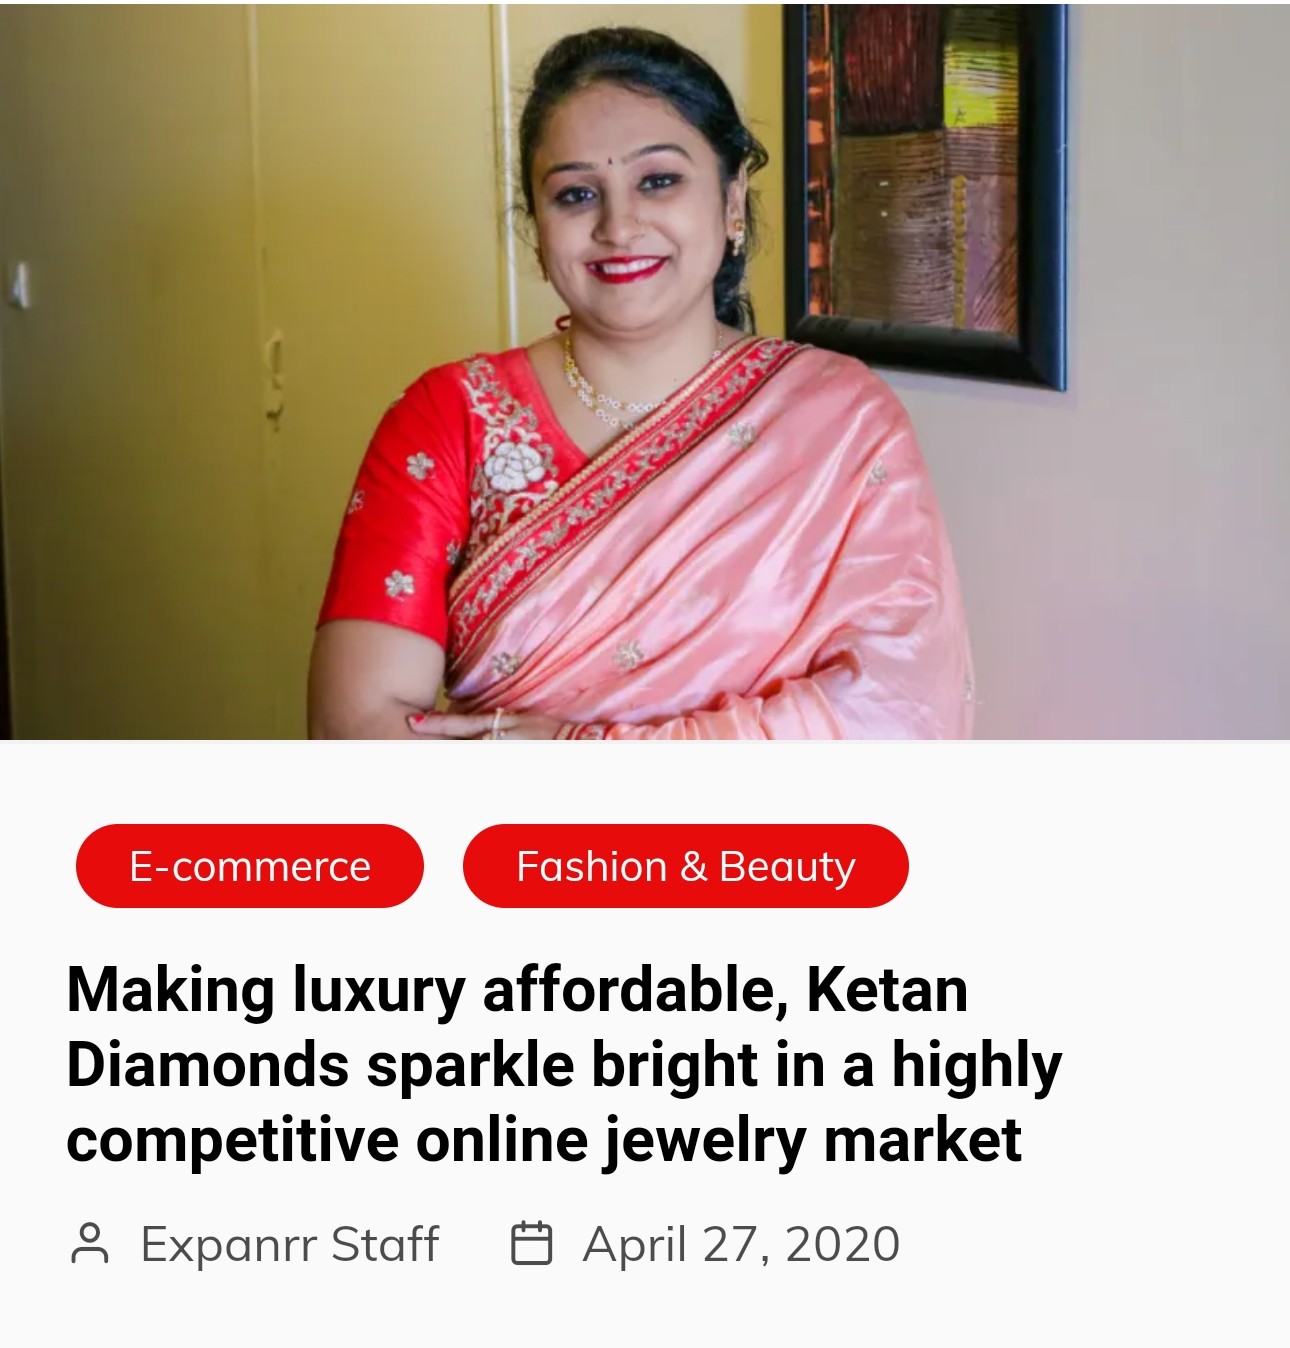 E-commerce
Fashion & Beauty
Making luxury affordable, Ketan
Diamonds sparkle bright in a highly
competitive online jewelry market
Expanrr Staff
April 27, 2020